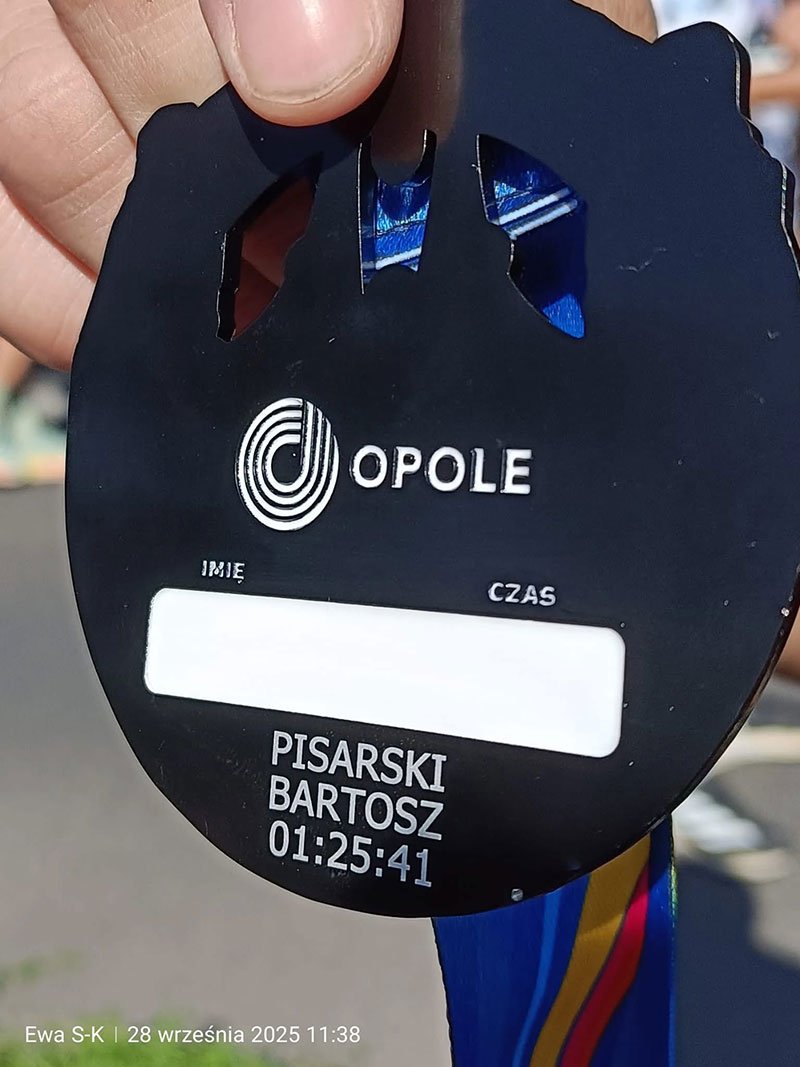 OPOLE
IMIĘ
CZAS
PISARSKI
BARTOSZ
01:25:41
Ewa S-K | 28 września 2025 11:38